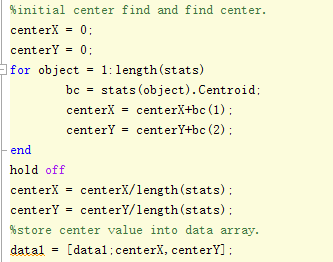 %initial center find and find center.
centerX = 0;
centerY = 0;
for object = 1:length(stats)
bc = stats(object).Centroid;
centerX = centerX+bc(1);
centerY = centerY+bc(2);
end
hold off
centerX = centerX/length(stats);
centerY = centerY/length(stats);
%store center value into data array.
data1 = [data1;centerX,centerY];